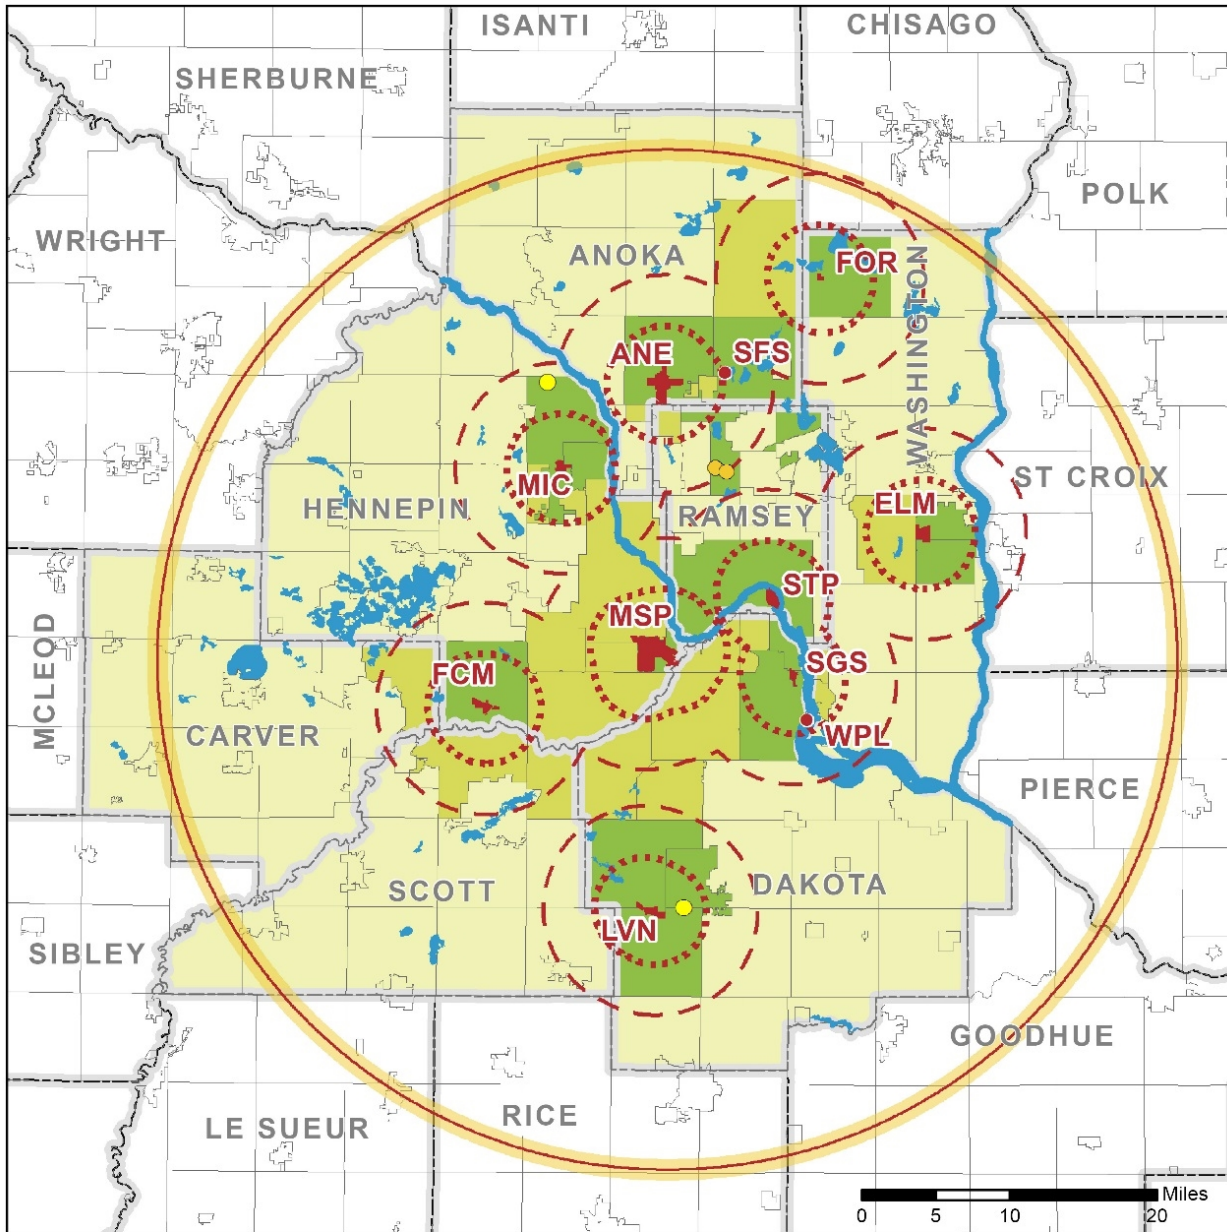 ISANTI
CHISAGO
SHERBURNE
POLK
WRIGHT
ANOKA
FOR
WASHINGTON
ANE
SFS
MIC
HENNEPIN
RAMSEY
ELM
ST CROIX
STP
MSP
MCLEOD
FCM
SGS
CARVER
WPL
PIERCE
SCOTT
DAKOTA
LVN
SIBLEY
GOODHUE
RICE
LE SUEUR
Miles
0 5 10 20